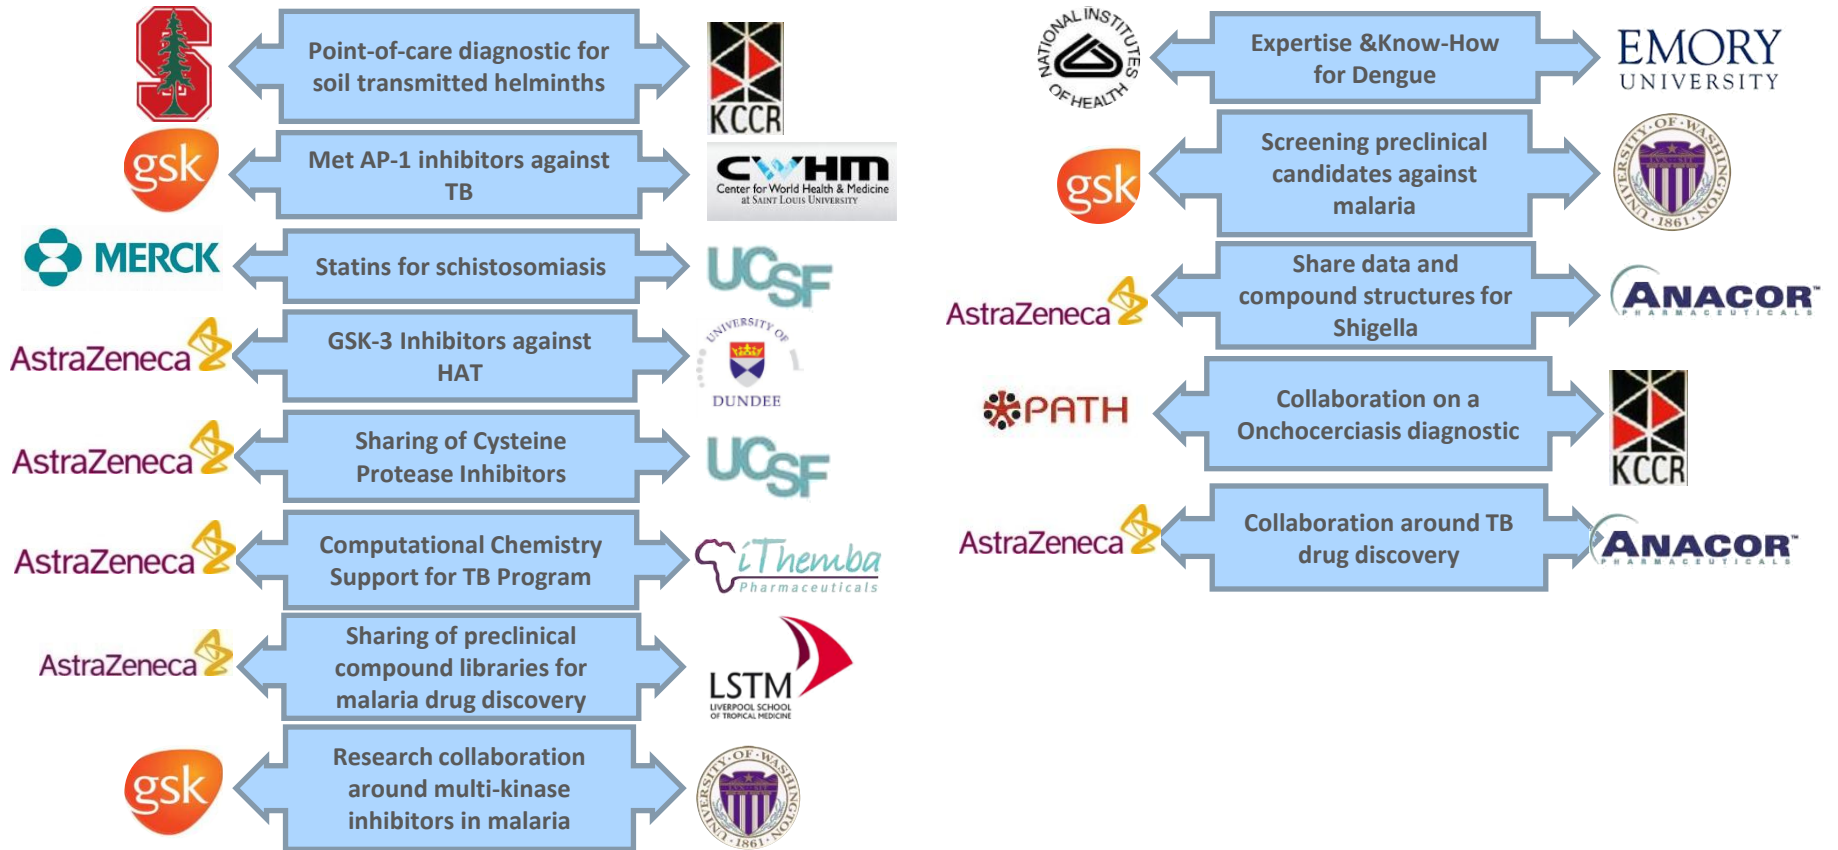 S
Point-of-care diagnostic for
soil transmitted helminths
KCCR
gsk
Met AP-1 inhibitors against
TB
CWHM
Center for World Health & Medicine
at SAINT LOUIS UNIVERSITY
MERCK
Statins for schistosomiasis
UCSF
AstraZeneca
GSK-3 Inhibitors against
HAT
UNIVERSITY OF
DUNDEE
AstraZeneca
Sharing of Cysteine
Protease Inhibitors
UCSF
AstraZeneca
Computational Chemistry
Support for TB Program
iThemba
Pharmaceuticals
AstraZeneca
Sharing of preclinical
compound libraries for
malaria drug discovery
LSTM
LIVERPOOL SCHOOL
OF TROPICAL MEDICINE
gsk
Research collaboration
around multi-kinase
inhibitors in malaria
UNIVERSITY·OF·WASHINGTON
·1861·
NATIONAL INSTITUTES
OF HEALTH
Expertise &Know-How
for Dengue
EMORY
UNIVERSITY
gsk
Screening preclinical
candidates against
malaria
UNIVERSITY·OF·WASHINGTON
·1861·
AstraZeneca
Share data and
compound structures for
Shigella
ANACOR™
PHARMACEUTICALS
PATH
Collaboration on a
Onchocerciasis diagnostic
KCCR
AstraZeneca
Collaboration around TB
drug discovery
ANACOR™
PHARMACEUTICALS